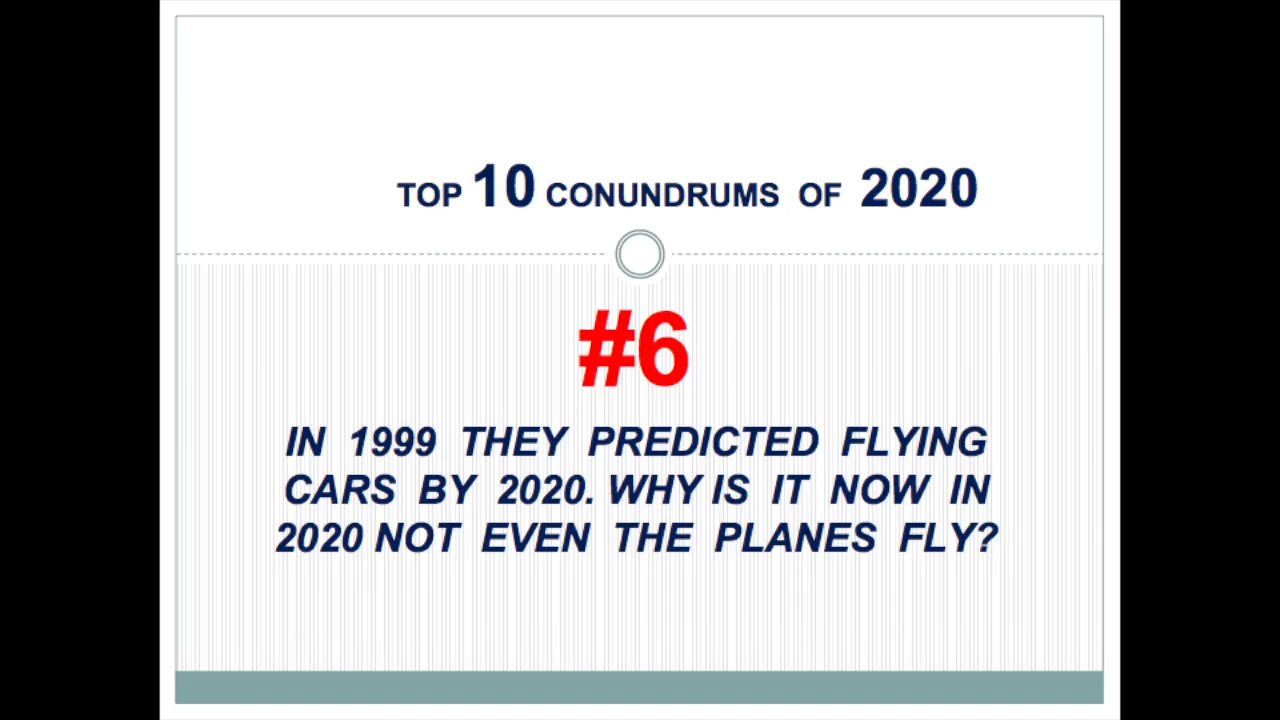 TOP 10 CONUNDRUMS OF 2020
#6
IN 1999 THEY PREDICTED FLYING
CARS BY 2020. WHY IS IT NOW IN
2020 NOT EVEN THE PLANES FLY?